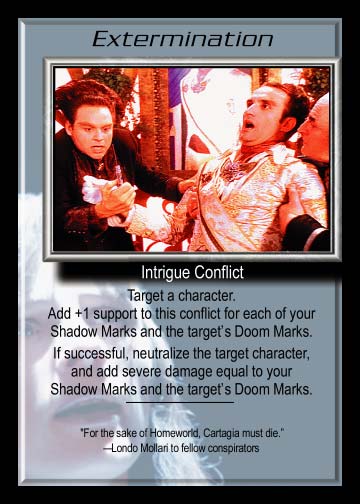 Extermination
Intrigue Conflict
Target a character.
Add +1 support to this conflict for each of your
Shadow Marks and the target's Doom Marks.
If successful, neutralize the target character,
and add severe damage equal to your
Shadow Marks and the target's Doom Marks.
"For the sake of Homeworld, Cartagia must die."
—Londo Mollari to fellow conspirators